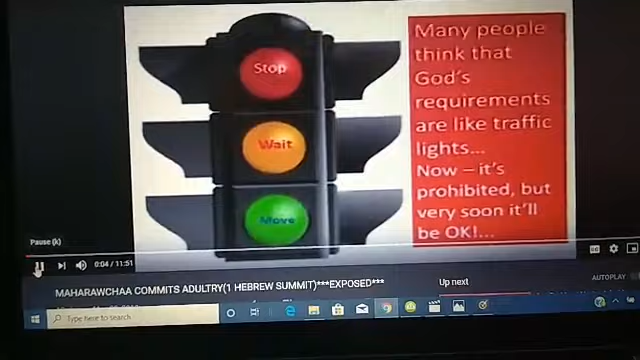 Many people
think that
God's
requirements
are like traffic
lights...
Now – it's
prohibited, but
very soon it'll
be OK!...
Stop
Wait
Move
Pause (k)
0:04 / 11:51
MAHARAWCHAA COMMITS ADULTRY(1 HEBREW SUMMIT)***EXPOSED***
Up next
AUTOPLAY
Type here to search